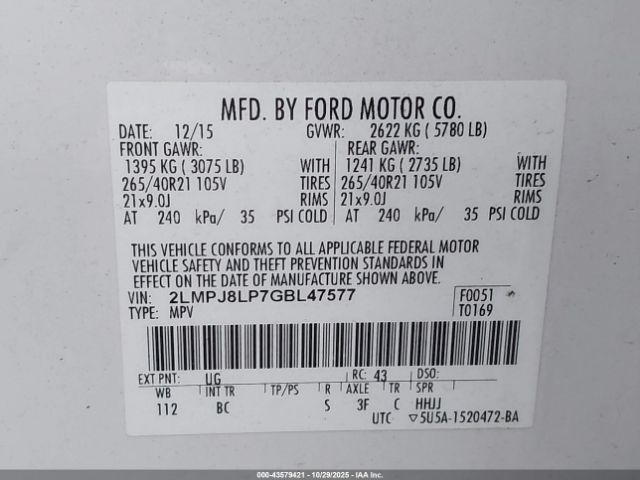 MFD. BY FORD MOTOR CO.
DATE: 12/15 GVWR: 2622 KG ( 5780 LB)
FRONT GAWR: REAR GAWR:
1395 KG ( 3075 LB) WITH 1241 KG ( 2735 LB) WITH
265/40R21 105V TIRES 265/40R21 105V TIRES
21x9.0J RIMS 21x9.0J RIMS
AT 240 kPa/ 35 PSI COLD AT 240 kPa/ 35 PSI COLD
THIS VEHICLE CONFORMS TO ALL APPLICABLE FEDERAL MOTOR
VEHICLE SAFETY AND THEFT PREVENTION STANDARDS IN
EFFECT ON THE DATE OF MANUFACTURE SHOWN ABOVE.
VIN: 2LMPJ8LP7GBL47577 F0051
TYPE: MPV T0169
EXT PNT: UG RC: 43 DSO:
WB INT TR TP/PS R AXLE TR SPR
112 BC S 3F C HHJJ
UTC ▽5U5A-1520472-BA
000-43579421 - 10/29/2025 - IAAI.COM